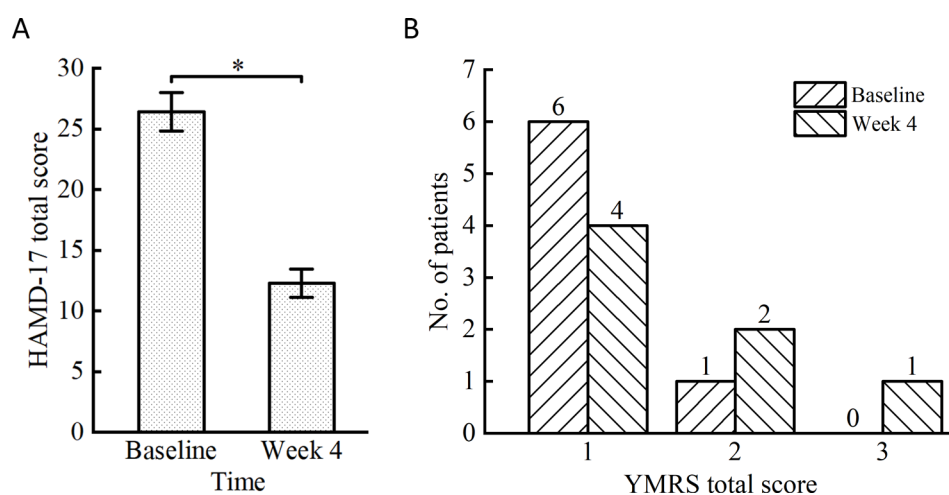 A
HAMD-17 total score
30
25
20
15
10
5
0
*
Baseline Week 4
Time
B
No. of patients
7
6
5
4
3
2
1
0
6
4
1
2
0
1
Baseline
Week 4
1 2 3
YMRS total score